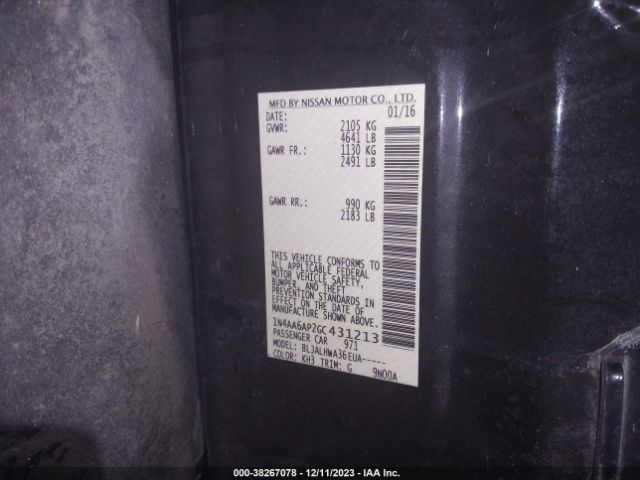 MFD BY NISSAN MOTOR CO., LTD.
DATE: 01/16
GVWR: 2105 KG
4641 LB
GAWR FR.: 1130 KG
2491 LB
GAWR RR.: 990 KG
2183 LB
THIS VEHICLE CONFORMS TO
ALL APPLICABLE FEDERAL
MOTOR VEHICLE SAFETY,
BUMPER, AND THEFT
PREVENTION STANDARDS IN
EFFECT ON THE DATE OF
MANUFACTURE SHOWN ABOVE.
1N4AA6AP2GC431213
PASSENGER CAR 971
MODEL: BLJALHWA36EUA-----
COLOR: KH3 TRIM: G 9N00A
000-38267078 - 12/11/2023 - IAA Inc.